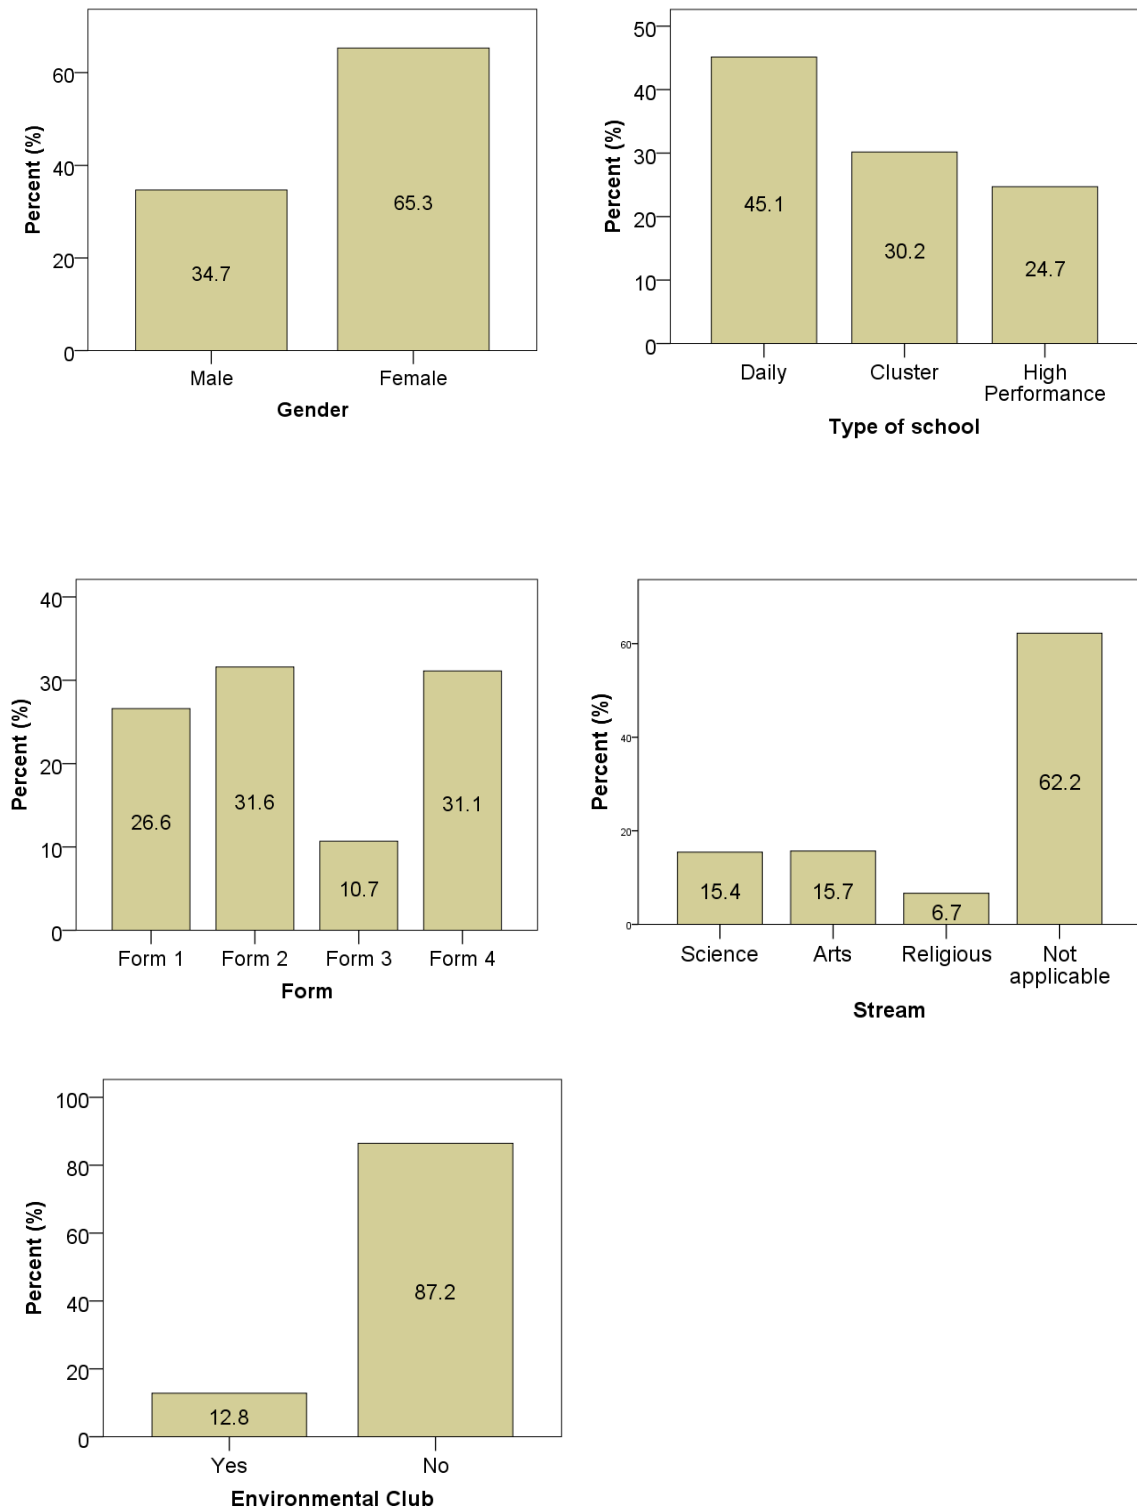 Percent (%)
60
40
20
0
34.7
65.3
Male
Female
Gender
Percent (%)
50
40
30
20
10
0
45.1
30.2
24.7
Daily
Cluster
High
Performance
Type of school
Percent (%)
40
30
20
10
0
26.6
31.6
10.7
31.1
Form 1
Form 2
Form 3
Form 4
Form
Percent (%)
60
40
20
0
15.4
15.7
6.7
62.2
Science
Arts
Religious
Not
applicable
Stream
Percent (%)
100
80
60
40
20
0
12.8
87.2
Yes
No
Environmental Club